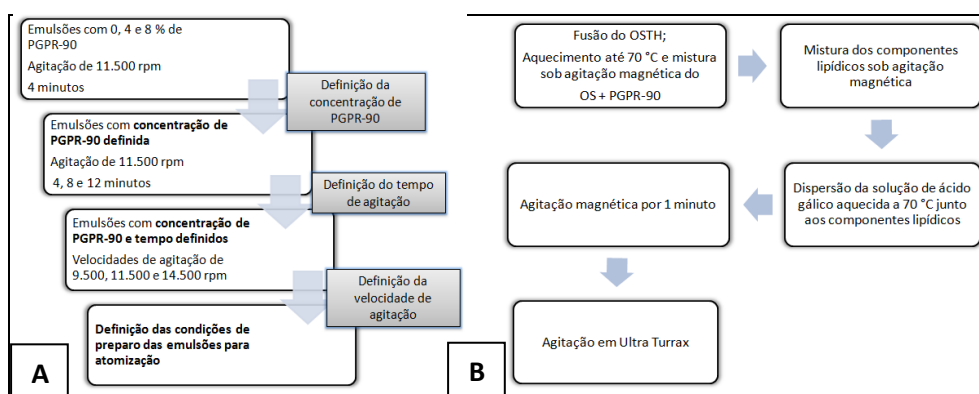 Emulsões com 0, 4 e 8 % de
PGPR-90
Agitação de 11.500 rpm
4 minutos
Definição da
concentração de
PGPR-90
Emulsões com concentração de
PGPR-90 definida
Agitação de 11.500 rpm
4, 8 e 12 minutos
Definição do tempo
de agitação
Emulsões com concentração de
PGPR-90 e tempo definidos
Velocidades de agitação de
9.500, 11.500 e 14.500 rpm
Definição da
velocidade de
agitação
Definição das condições de
preparo das emulsões para
atomização
A
Fusão do OSTH;
Aquecimento até 70 °C e mistura
sob agitação magnética do
OS + PGPR-90
Mistura dos componentes
lipídicos sob agitação
magnética
Dispersão da solução de ácido
gálico aquecida a 70 °C junto
aos componentes lipídicos
Agitação magnética por 1 minuto
Agitação em Ultra Turrax
B